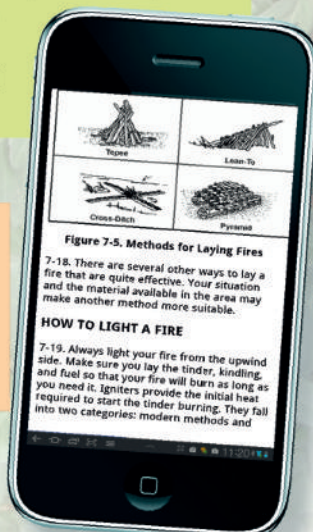 Tepee
Lean-To
Cross-Ditch
Pyramid
Figure 7-5. Methods for Laying Fires
7-18. There are several other ways to lay a
fire that are quite effective. Your situation
and the material available in the area may
make another method more suitable.
HOW TO LIGHT A FIRE
7-19. Always light your fire from the upwind
side. Make sure you lay the tinder, kindling,
and fuel so that your fire will burn as long as
you need it. Igniters provide the initial heat
required to start the tinder burning. They fall
into two categories: modern methods and
11:20